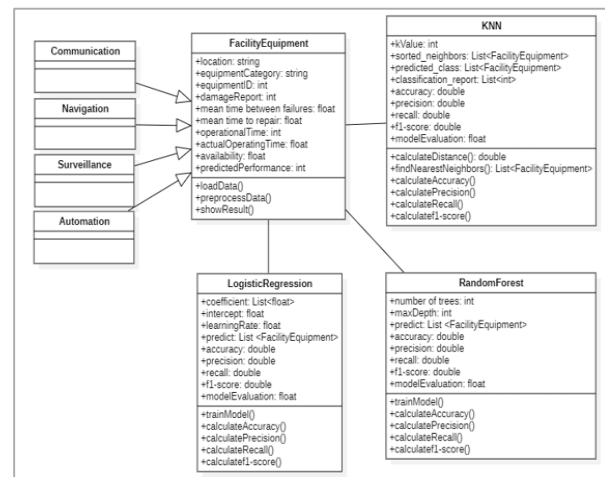 Communication
Navigation
Surveillance
Automation
FacilityEquipment
+location: string
+equipmentCategory: string
+equipmentID: int
+damageReport: int
+mean time between failures: float
+mean time to repair: float
+operationalTime: int
+actualOperatingTime: float
+availability: float
+predictedPerformance: int
+loadData()
+preprocessData()
+showResult()
KNN
+kValue: int
+sorted_neighbors: List<FacilityEquipment>
+predicted_class: List<FacilityEquipment>
+classification_report: List<int>
+accuracy: double
+precision: double
+recall: double
+f1-score: double
+modelEvaluation: float
+calculateDistance(): double
+findNearestNeighbors(): List<FacilityEquipment>
+calculateAccuracy()
+calculatePrecision()
+calculateRecall()
+calculatef1-score()
LogisticRegression
+coefficient: List<float>
+intercept: float
+learningRate: float
+predict: List <FacilityEquipment>
+accuracy: double
+precision: double
+recall: double
+f1-score: double
+modelEvaluation: float
+trainModel()
+calculateAccuracy()
+calculatePrecision()
+calculateRecall()
+calculatef1-score()
RandomForest
+number of trees: int
+maxDepth: int
+predict: List <FacilityEquipment>
+accuracy: double
+precision: double
+recall: double
+f1-score: double
+modelEvaluation: float
+trainModel()
+calculateAccuracy()
+calculatePrecision()
+calculateRecall()
+calculatef1-score()